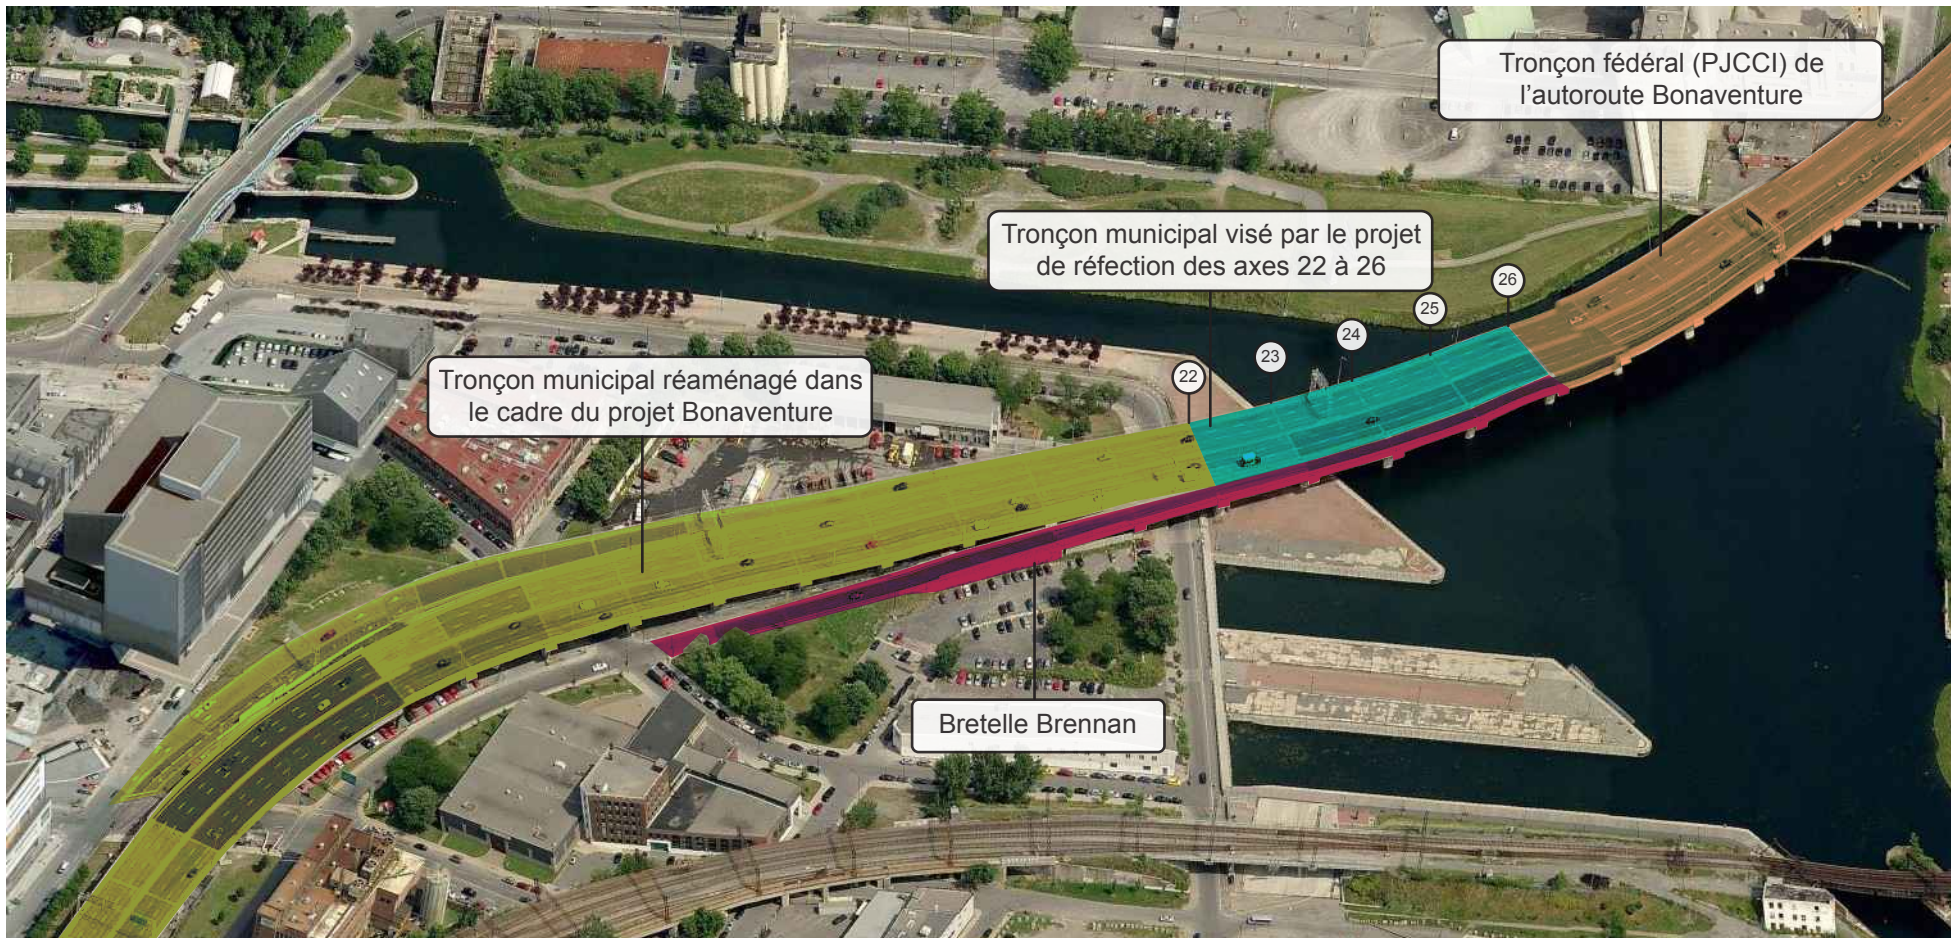 Tronçon fédéral (PJCCI) de
l'autoroute Bonaventure
Tronçon municipal visé par le projet
de réfection des axes 22 à 26
26
25
24
23
22
Tronçon municipal réaménagé dans
le cadre du projet Bonaventure
Bretelle Brennan